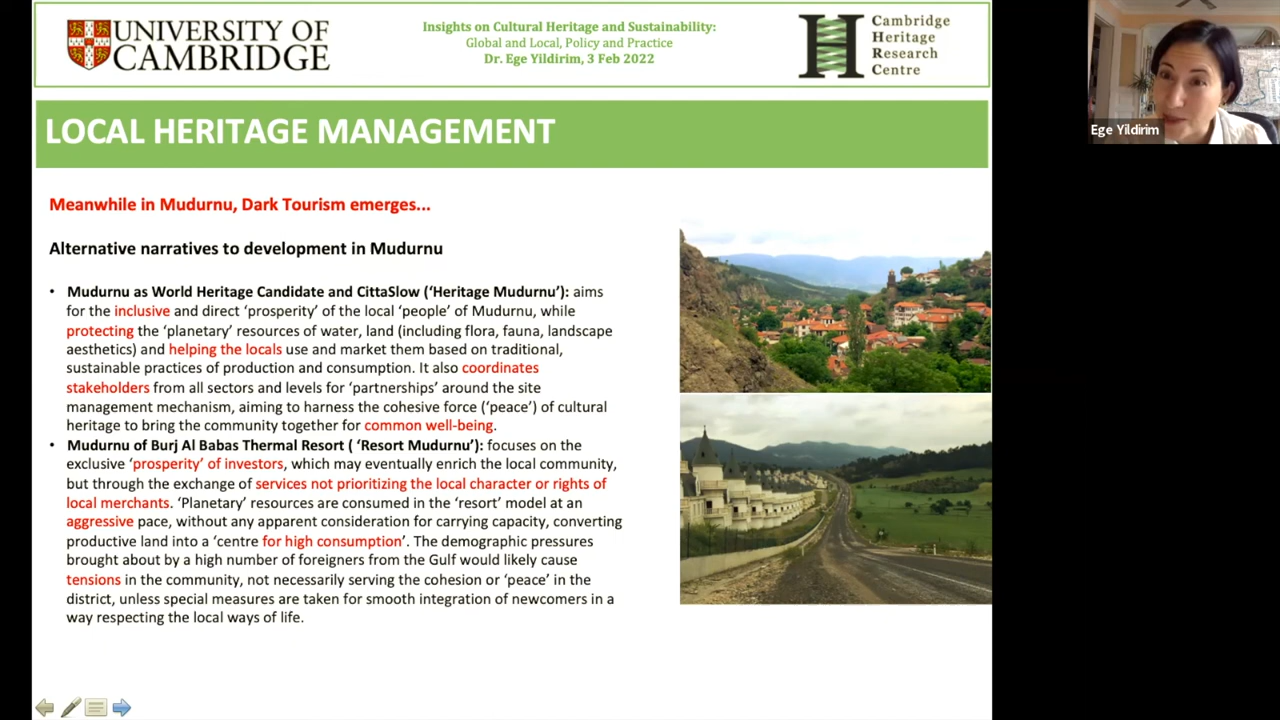 UNIVERSITY OF
CAMBRIDGE
Insights on Cultural Heritage and Sustainability:
Global and Local, Policy and Practice
Dr. Ege Yildirim, 3 Feb 2022
Cambridge
Heritage
Research
Centre
Ege Yildirim
LOCAL HERITAGE MANAGEMENT
Meanwhile in Mudurnu, Dark Tourism emerges...
Alternative narratives to development in Mudurnu
• Mudurnu as World Heritage Candidate and CittaSlow (‘Heritage Mudurnu’): aims
for the inclusive and direct ‘prosperity’ of the local ‘people’ of Mudurnu, while
protecting the ‘planetary’ resources of water, land (including flora, fauna, landscape
aesthetics) and helping the locals use and market them based on traditional,
sustainable practices of production and consumption. It also coordinates
stakeholders from all sectors and levels for ‘partnerships’ around the site
management mechanism, aiming to harness the cohesive force (‘peace’) of cultural
heritage to bring the community together for common well-being.
• Mudurnu of Burj Al Babas Thermal Resort ( ‘Resort Mudurnu’): focuses on the
exclusive ‘prosperity’ of investors, which may eventually enrich the local community,
but through the exchange of services not prioritizing the local character or rights of
local merchants. ‘Planetary’ resources are consumed in the ‘resort’ model at an
aggressive pace, without any apparent consideration for carrying capacity, converting
productive land into a ‘centre for high consumption’. The demographic pressures
brought about by a high number of foreigners from the Gulf would likely cause
tensions in the community, not necessarily serving the cohesion or ‘peace’ in the
district, unless special measures are taken for smooth integration of newcomers in a
way respecting the local ways of life.